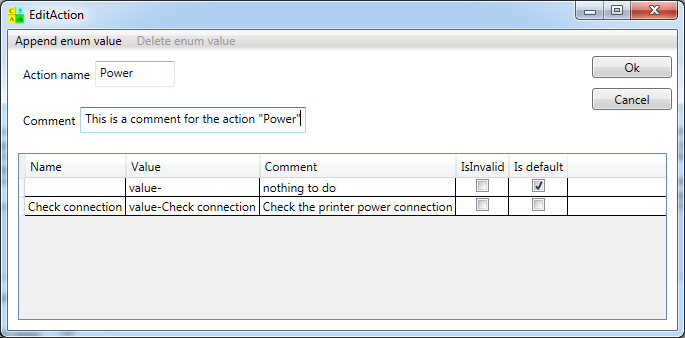 EditAction
Append enum value Delete enum value
Action name Power Ok
Cancel
Comment This is a comment for the action "Power"
Name Value Comment IsInvalid Is default
value- nothing to do
Check connection value-Check connection Check the printer power connection